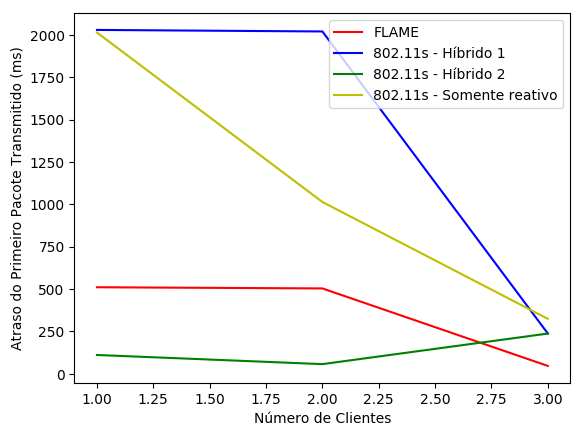 FLAME
802.11s - Híbrido 1
802.11s - Híbrido 2
802.11s - Somente reativo
Atraso do Primeiro Pacote Transmitido (ms)
2000
1750
1500
1250
1000
750
500
250
0
1.00 1.25 1.50 1.75 2.00 2.25 2.50 2.75 3.00
Número de Clientes